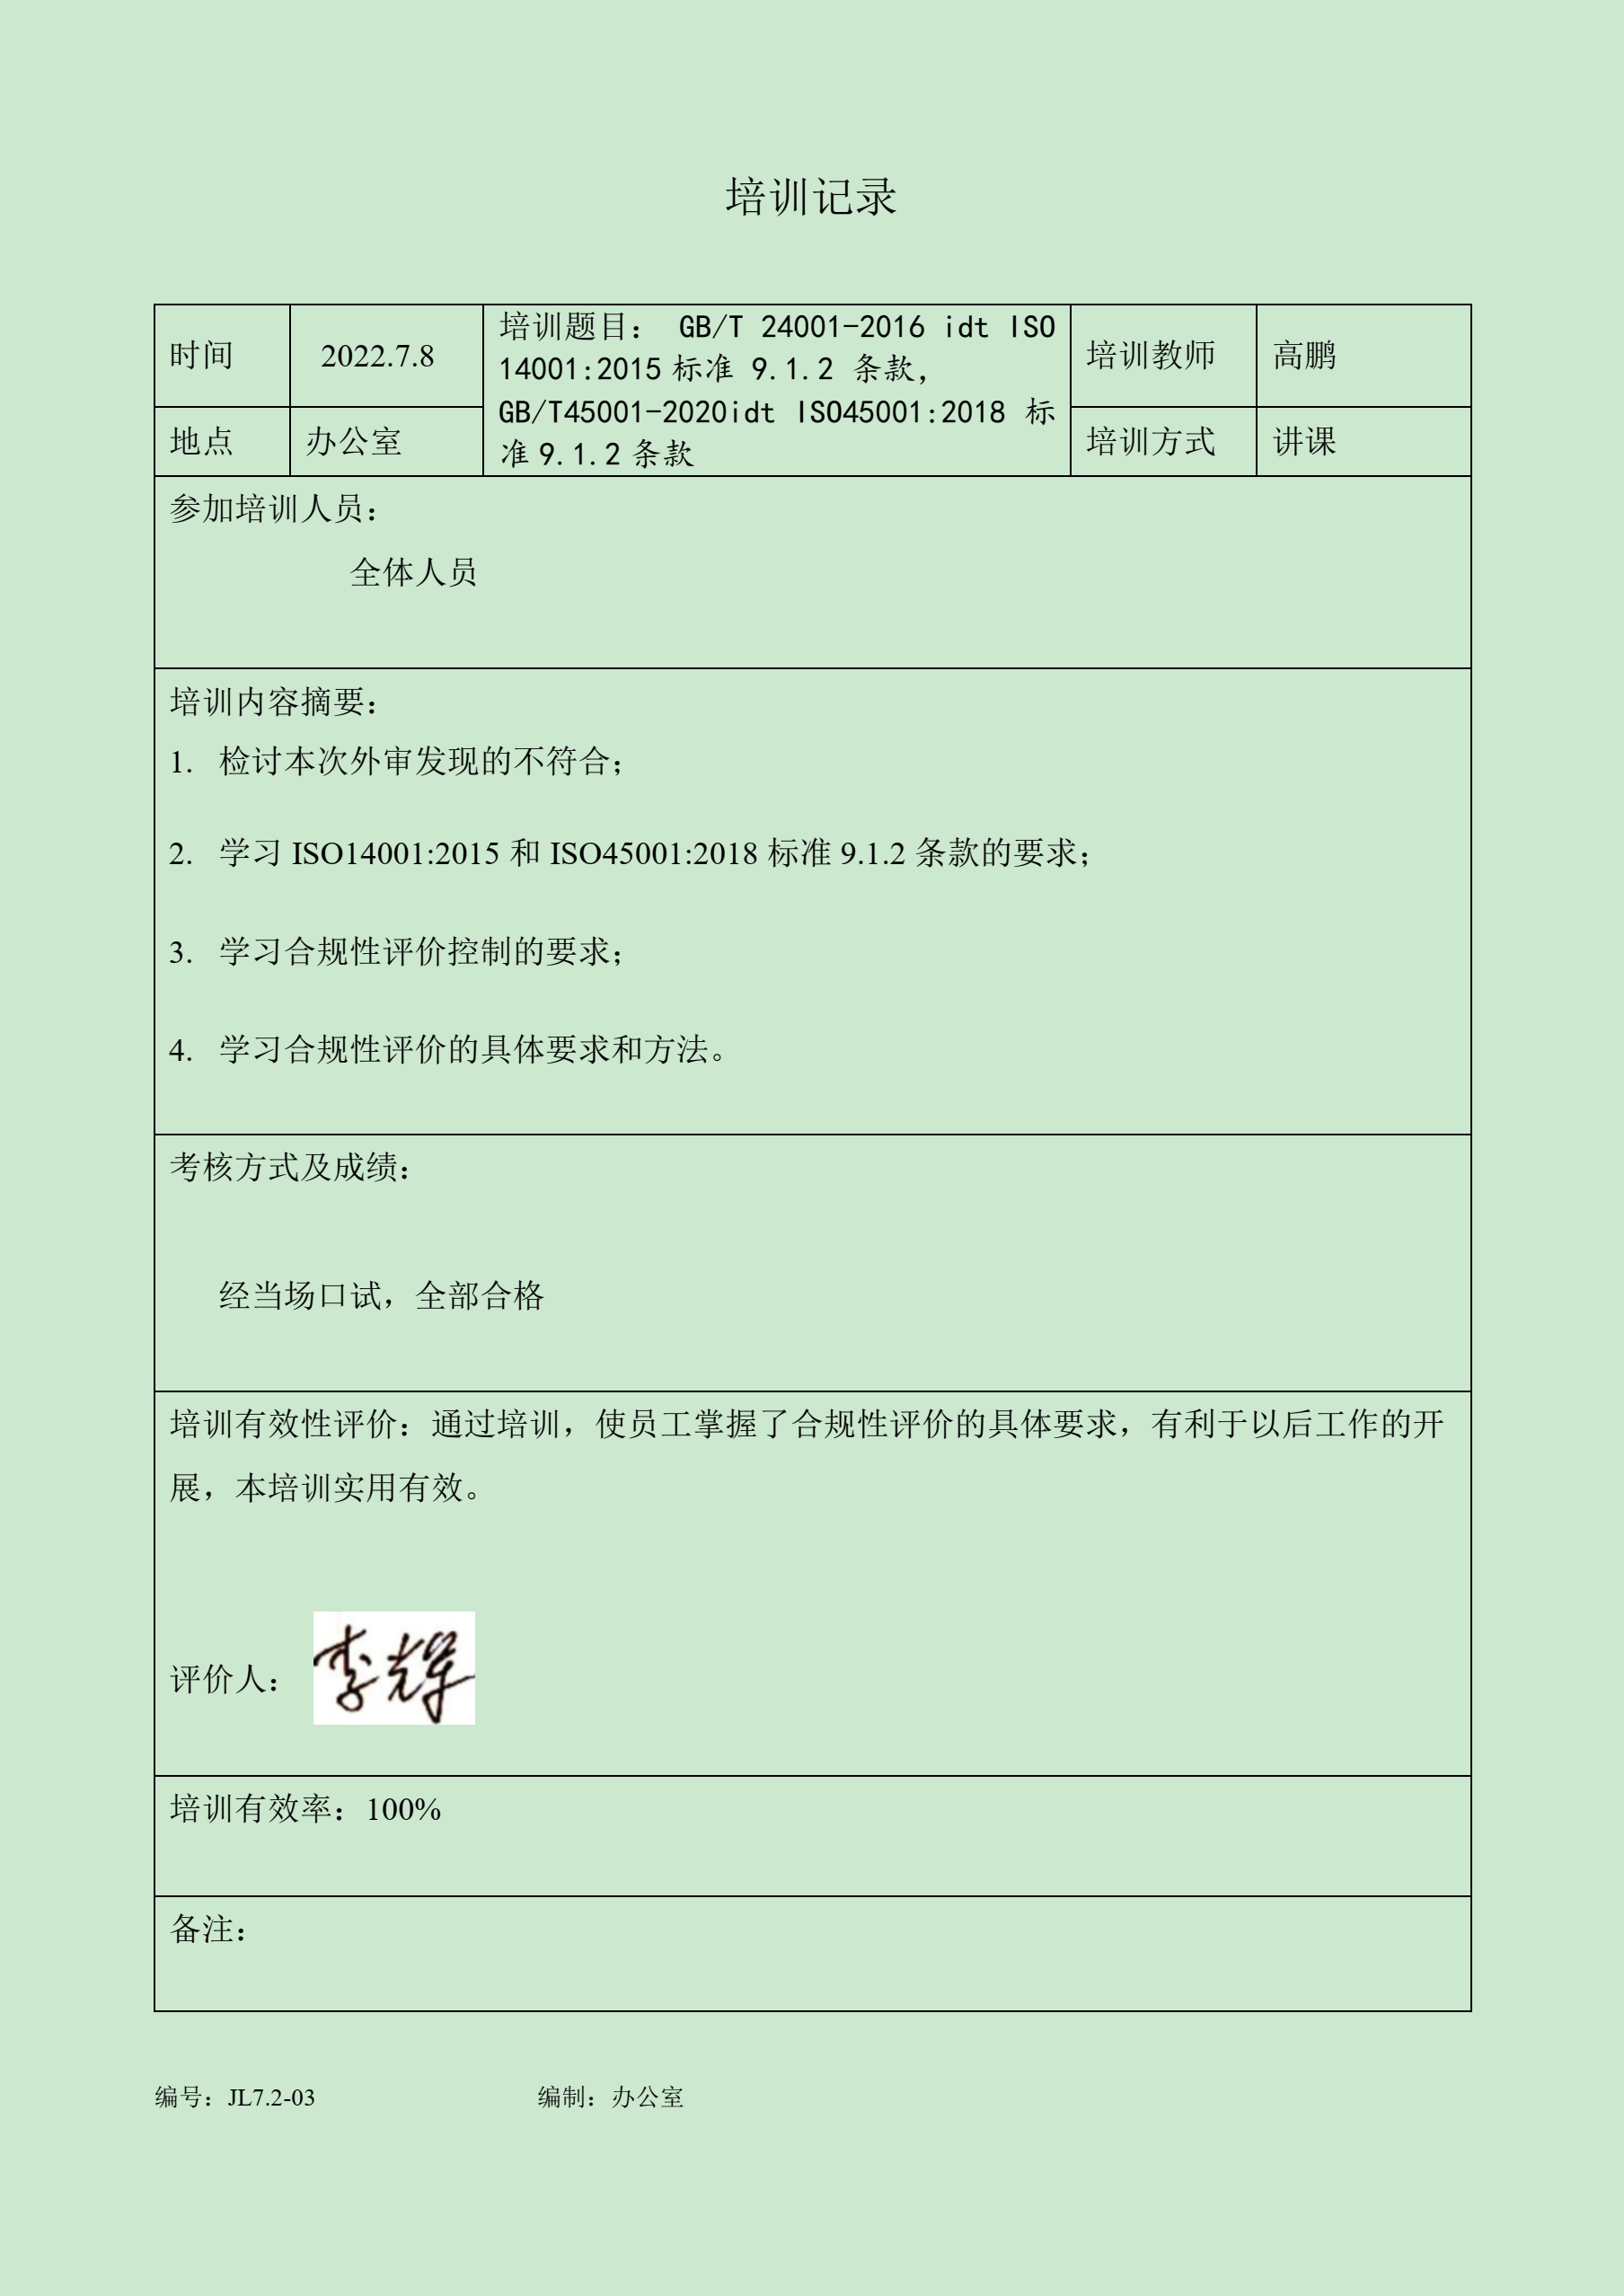 培训记录
时间
2022.7.8
培训题目： GB/T 24001-2016 idt ISO
14001:2015标准 9.1.2 条款，
GB/T45001-2020idt ISO45001:2018 标
准9.1.2条款
培训教师
高鹏
地点
办公室
培训方式
讲课
参加培训人员：
全体人员
培训内容摘要：
1. 检讨本次外审发现的不符合；
2. 学习 ISO14001:2015 和 ISO45001:2018 标准 9.1.2 条款的要求；
3. 学习合规性评价控制的要求；
4. 学习合规性评价的具体要求和方法。
考核方式及成绩：
经当场口试，全部合格
培训有效性评价：通过培训，使员工掌握了合规性评价的具体要求，有利于以后工作的开
展，本培训实用有效。
评价人： 李辉
培训有效率：100%
备注：
编号：JL7.2-03 编制：办公室